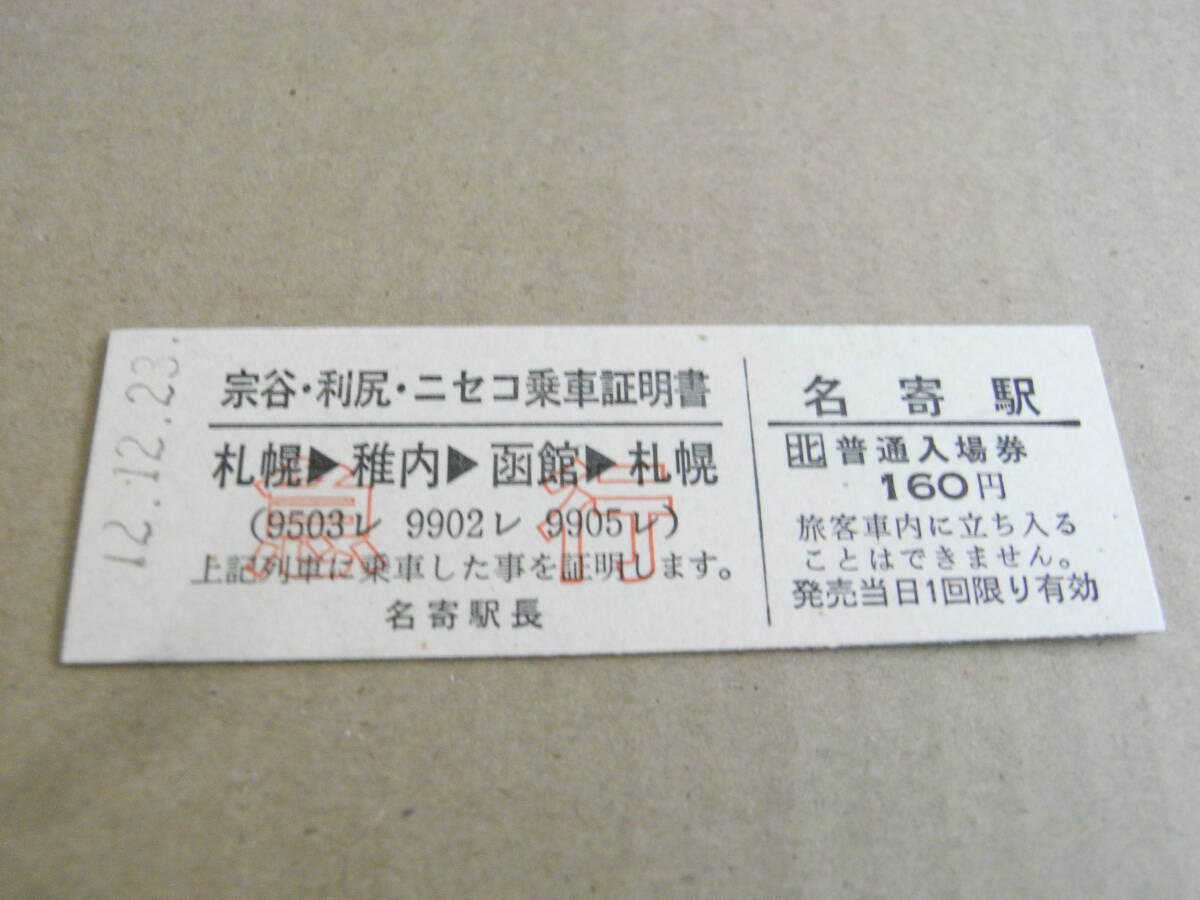 12.12.23.
宗谷・利尻・ニセコ乗車証明書
札幌▶稚内▶函館▶札幌
(9503レ 9902レ 9905レ)
急行
上記列車に乗車した事を証明します。
名寄駅長
名寄駅
北 普通入場券
160円
旅客車内に立ち入る
ことはできません。
発売当日1回限り有効